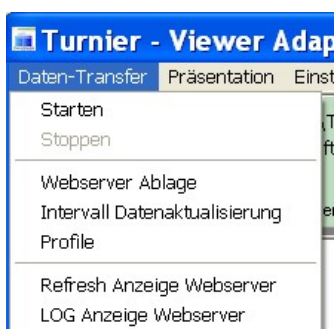 Turnier - Viewer Adap
Daten-Transfer Präsentation Einst
Starten
Stoppen
Webserver Ablage
Intervall Datenaktualisierung
Profile
Refresh Anzeige Webserver
LOG Anzeige Webserver